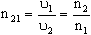 n₂₁ = υ₁/υ₂ = n₂/n₁